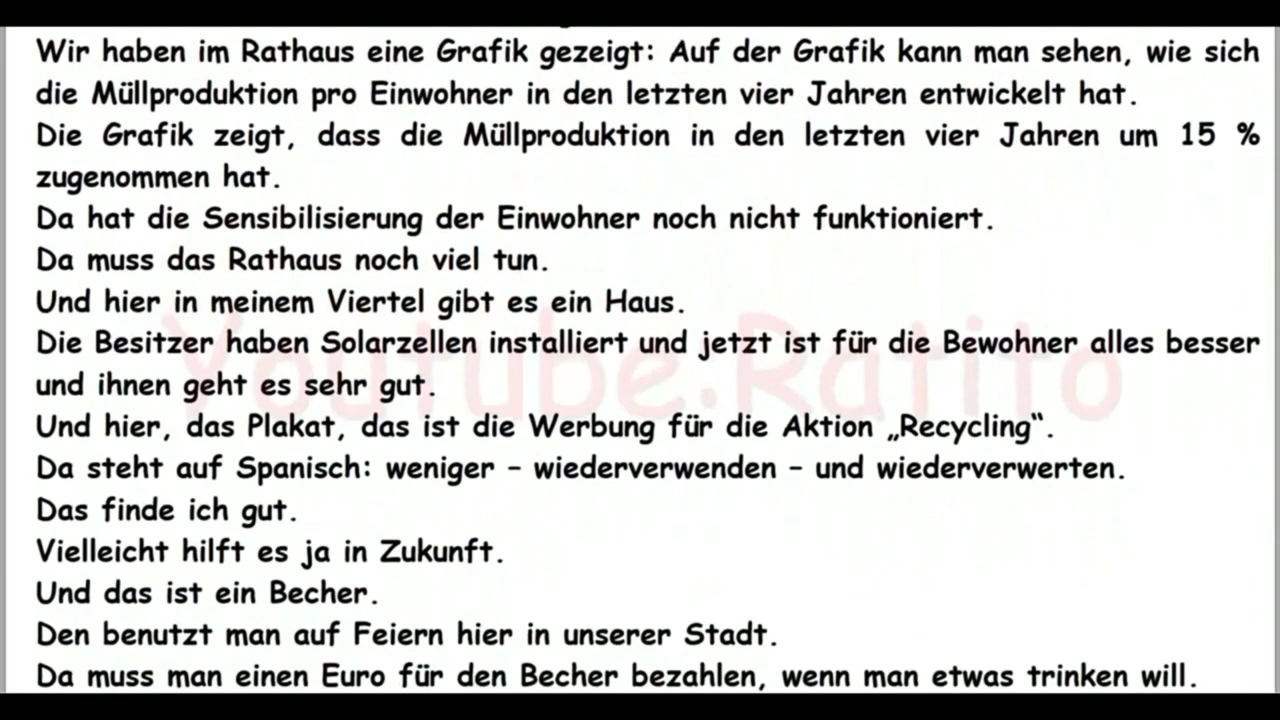 Wir haben im Rathaus eine Grafik gezeigt: Auf der Grafik kann man sehen, wie sich
die Müllproduktion pro Einwohner in den letzten vier Jahren entwickelt hat.
Die Grafik zeigt, dass die Müllproduktion in den letzten vier Jahren um 15 %
zugenommen hat.
Da hat die Sensibilisierung der Einwohner noch nicht funktioniert.
Da muss das Rathaus noch viel tun.
Und hier in meinem Viertel gibt es ein Haus.
Die Besitzer haben Solarzellen installiert und jetzt ist für die Bewohner alles besser
und ihnen geht es sehr gut.
Youtube:Ratito
Und hier, das Plakat, das ist die Werbung für die Aktion „Recycling“.
Da steht auf Spanisch: weniger – wiederverwenden – und wiederverwerten.
Das finde ich gut.
Vielleicht hilft es ja in Zukunft.
Und das ist ein Becher.
Den benutzt man auf Feiern hier in unserer Stadt.
Da muss man einen Euro für den Becher bezahlen, wenn man etwas trinken will.